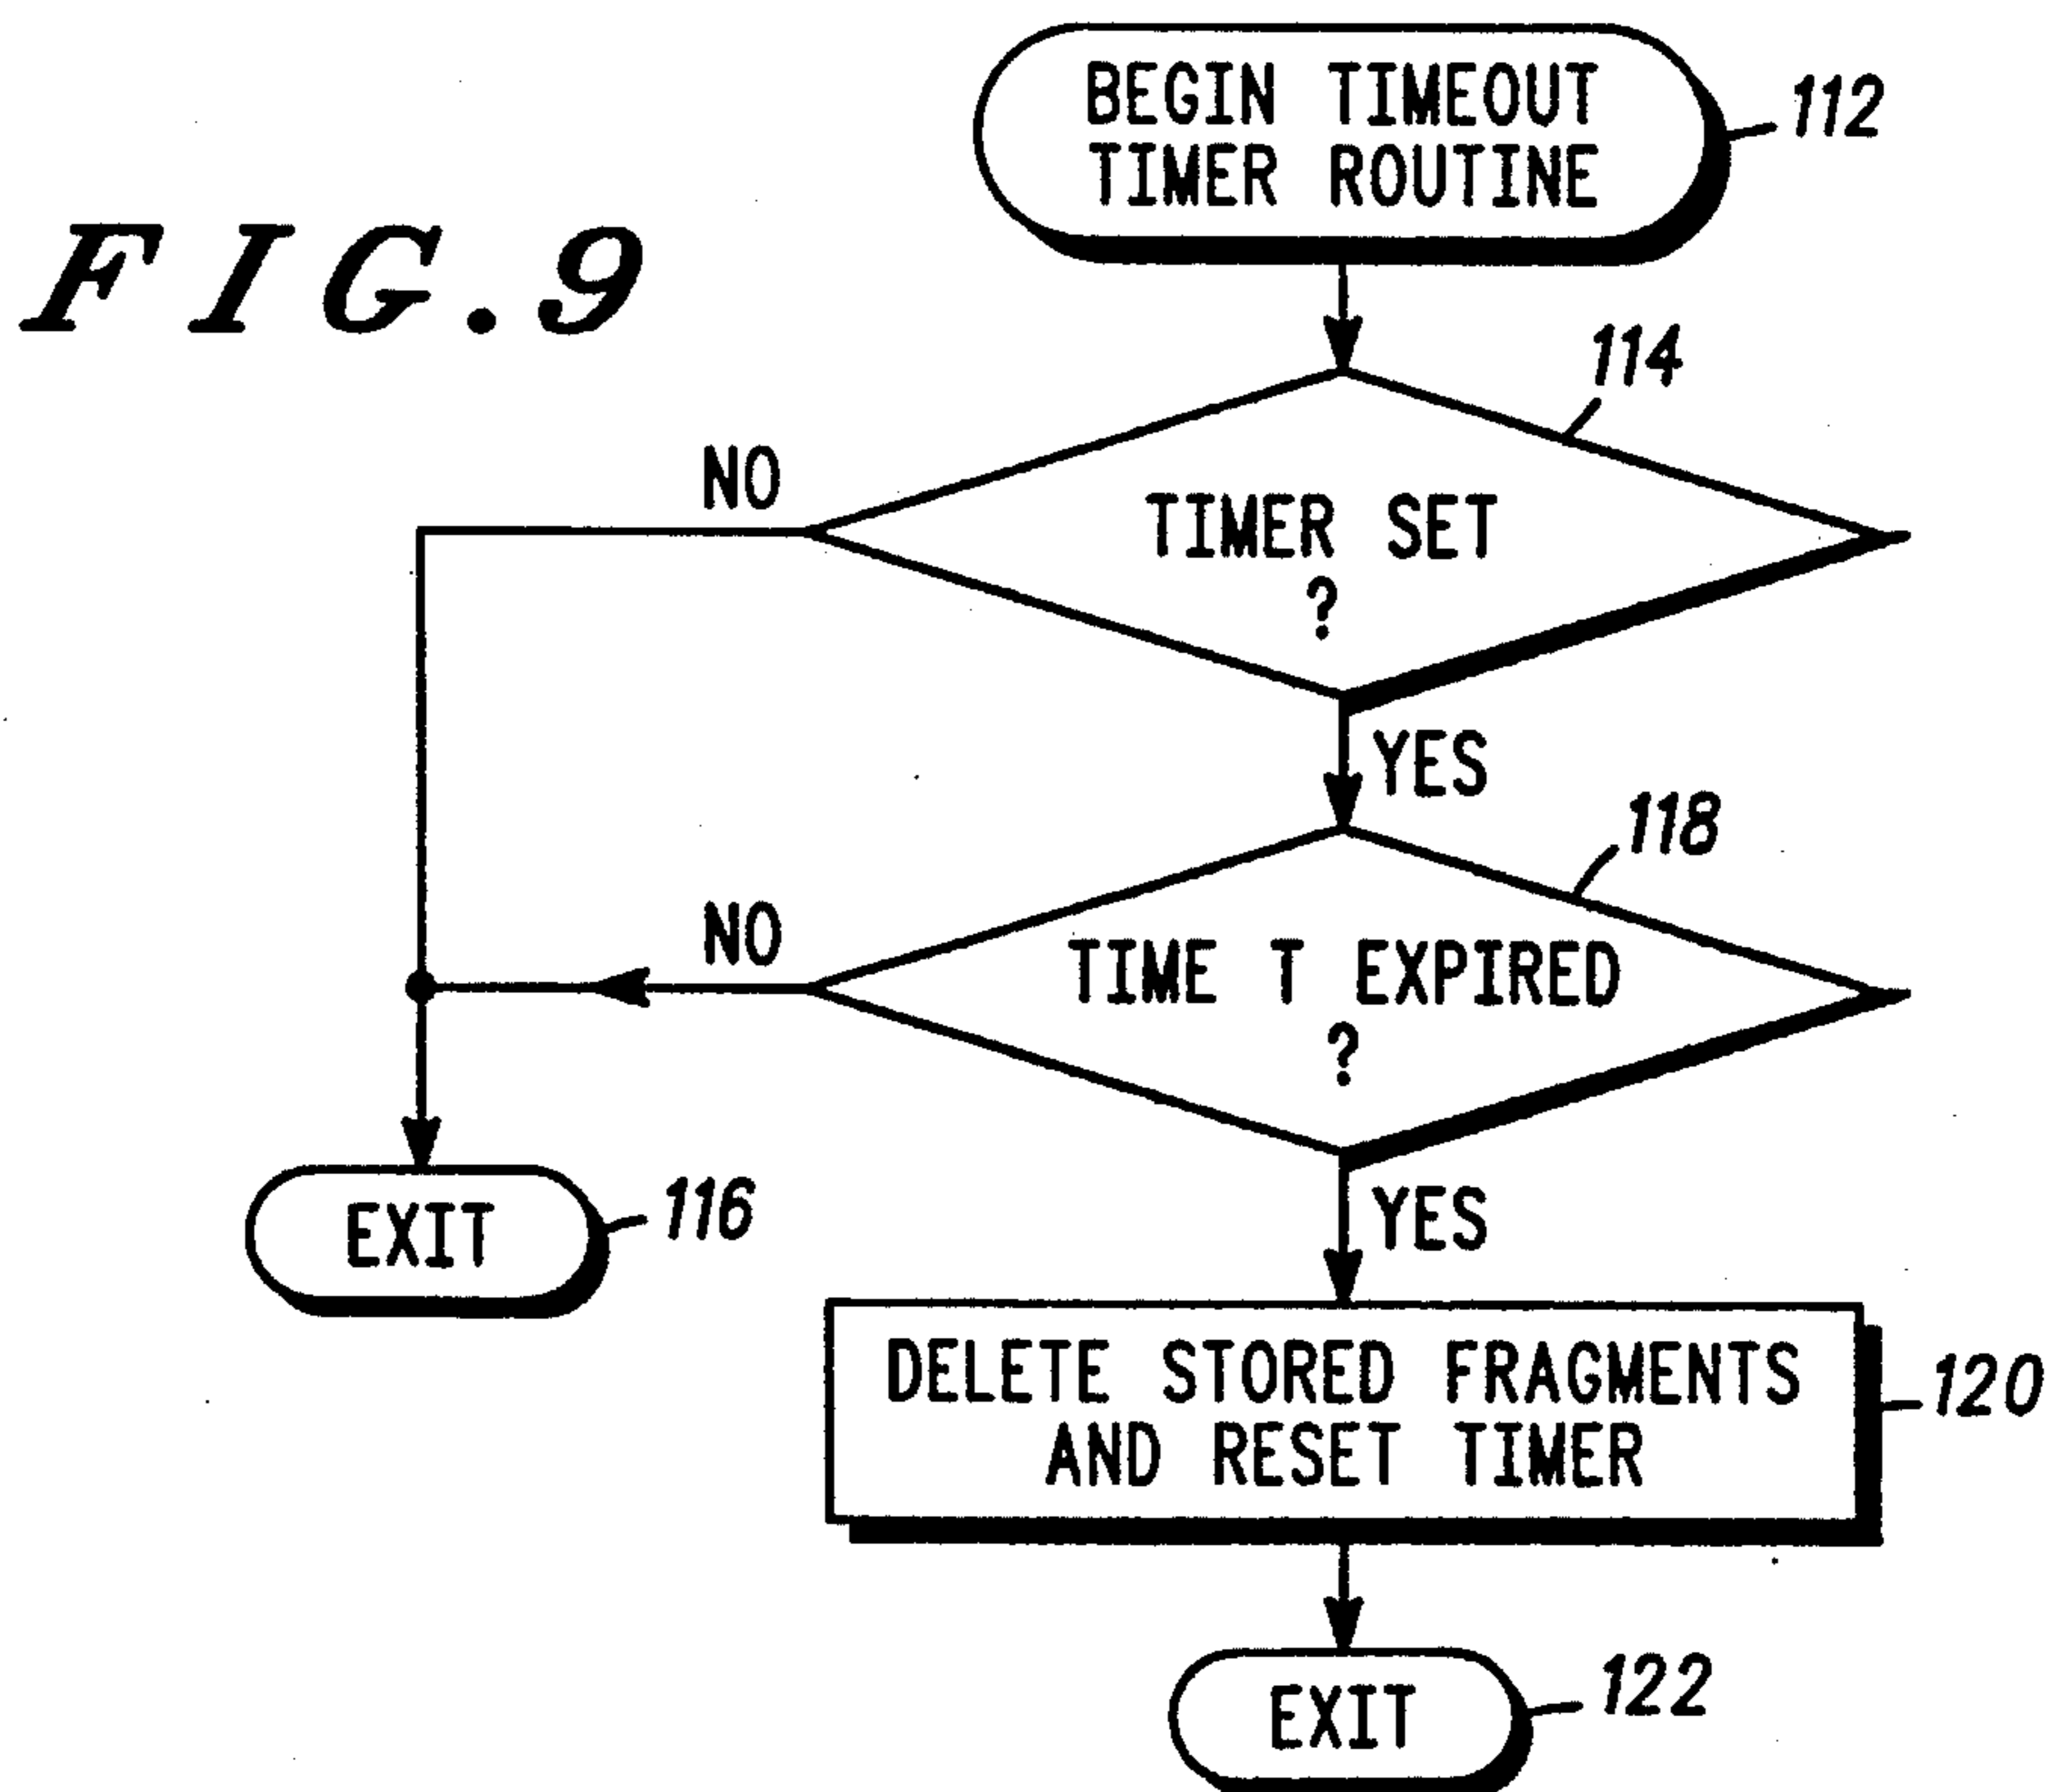 FIG.9
BEGIN TIMEOUT
TIMER ROUTINE
112
114
NO
TIMER SET
?
YES
118
NO
TIME T EXPIRED
?
EXIT
116
YES
DELETE STORED FRAGMENTS
AND RESET TIMER
120
EXIT
122